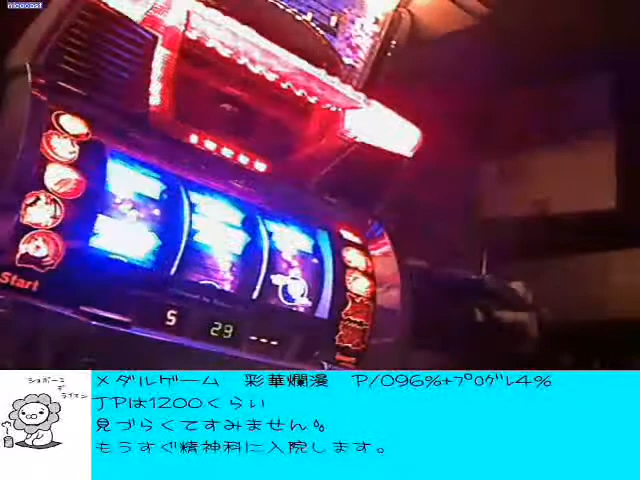 nicocast
Start
S
29
---
ショボーン
デ
ライオン
メダルゲーム 彩華爛漫 P/O96%+プログレ4%
JPは1200くらい
見づらくてすみません。
もうすぐ精神科に入院します。